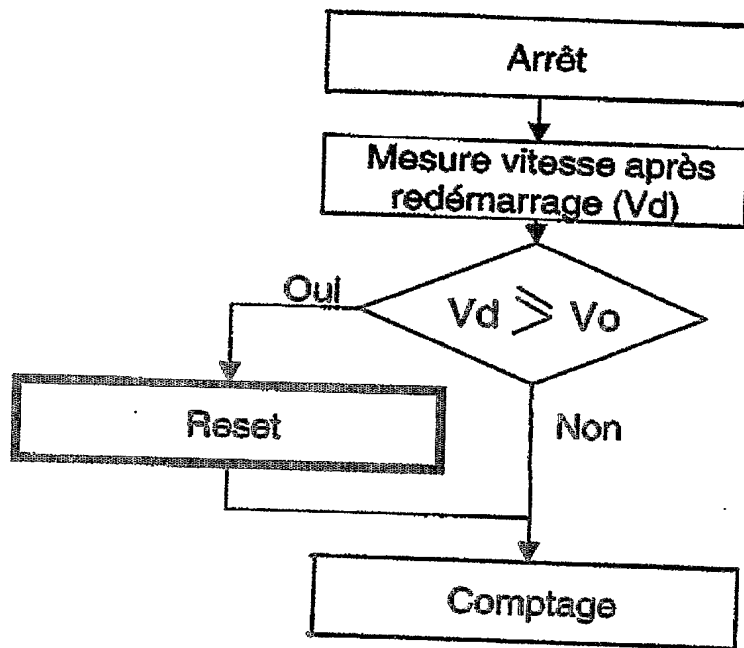 Arrêt
Mesure vitesse après
redémarrage (Vd)
Oui
Vd ⩾ Vo
Reset
Non
Comptage